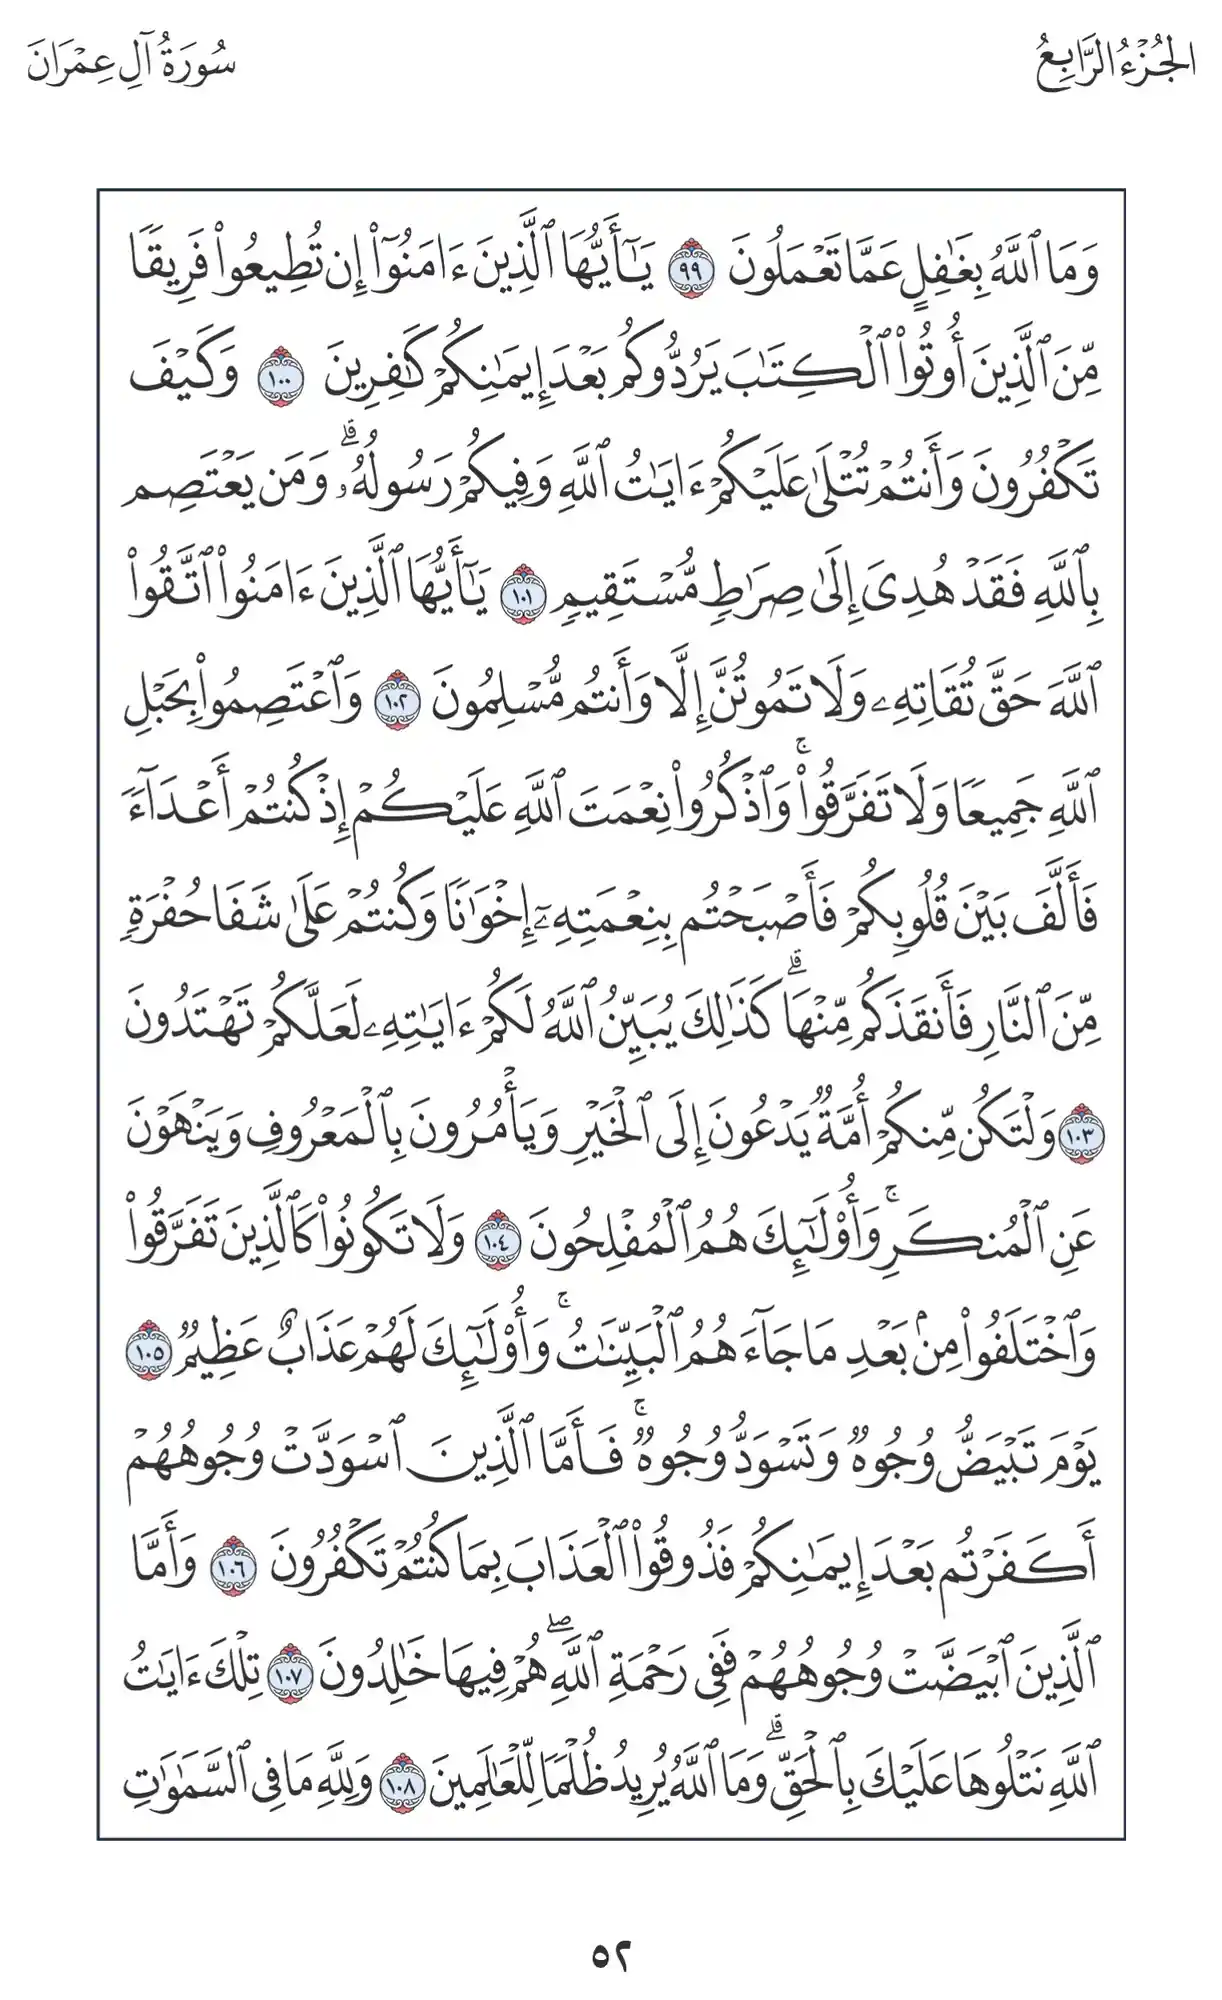 الجُزْءُ الرَّابِعُ
سُورَةُ آلِ عِمْرَانَ
وَمَا ٱللَّهُ بِغَٰفِلٍ عَمَّا تَعْمَلُونَ ٩٩ يَٰٓأَيُّهَا ٱلَّذِينَ ءَامَنُوٓا۟ إِن تُطِيعُوا۟ فَرِيقًا
مِّنَ ٱلَّذِينَ أُوتُوا۟ ٱلْكِتَٰبَ يَرُدُّوكُم بَعْدَ إِيمَٰنِكُمْ كَٰفِرِينَ ١٠٠ وَكَيْفَ
تَكْفُرُونَ وَأَنتُمْ تُتْلَىٰ عَلَيْكُمْ ءَايَٰتُ ٱللَّهِ وَفِيكُمْ رَسُولُهُۥ ۗ وَمَن يَعْتَصِم
بِٱللَّهِ فَقَدْ هُدِىَ إِلَىٰ صِرَٰطٍ مُّسْتَقِيمٍ ١٠١ يَٰٓأَيُّهَا ٱلَّذِينَ ءَامَنُوا۟ ٱتَّقُوا۟
ٱللَّهَ حَقَّ تُقَاتِهِۦ وَلَا تَمُوتُنَّ إِلَّا وَأَنتُم مُّسْلِمُونَ ١٠٢ وَٱعْتَصِمُوا۟ بِحَبْلِ
ٱللَّهِ جَمِيعًا وَلَا تَفَرَّقُوا۟ ۚ وَٱذْكُرُوا۟ نِعْمَتَ ٱللَّهِ عَلَيْكُمْ إِذْ كُنتُمْ أَعْدَآءً
فَأَلَّفَ بَيْنَ قُلُوبِكُمْ فَأَصْبَحْتُم بِنِعْمَتِهِۦٓ إِخْوَٰنًا وَكُنتُمْ عَلَىٰ شَفَا حُفْرَةٍ
مِّنَ ٱلنَّارِ فَأَنقَذَكُم مِّنْهَا ۗ كَذَٰلِكَ يُبَيِّنُ ٱللَّهُ لَكُمْ ءَايَٰتِهِۦ لَعَلَّكُمْ تَهْتَدُونَ
١٠٣ وَلْتَكُن مِّنكُمْ أُمَّةٌ يَدْعُونَ إِلَى ٱلْخَيْرِ وَيَأْمُرُونَ بِٱلْمَعْرُوفِ وَيَنْهَوْنَ
عَنِ ٱلْمُنكَرِ ۚ وَأُو۟لَٰٓئِكَ هُمُ ٱلْمُفْلِحُونَ ١٠٤ وَلَا تَكُونُوا۟ كَٱلَّذِينَ تَفَرَّقُوا۟
وَٱخْتَلَفُوا۟ مِنۢ بَعْدِ مَا جَآءَهُمُ ٱلْبَيِّنَٰتُ ۚ وَأُو۟لَٰٓئِكَ لَهُمْ عَذَابٌ عَظِيمٌ ١٠٥
يَوْمَ تَبْيَضُّ وُجُوهٌ وَتَسْوَدُّ وُجُوهٌ ۚ فَأَمَّا ٱلَّذِينَ ٱسْوَدَّتْ وُجُوهُهُمْ
أَكَفَرْتُم بَعْدَ إِيمَٰنِكُمْ فَذُوقُوا۟ ٱلْعَذَابَ بِمَا كُنتُمْ تَكْفُرُونَ ١٠٦ وَأَمَّا
ٱلَّذِينَ ٱبْيَضَّتْ وُجُوهُهُمْ فَفِى رَحْمَةِ ٱللَّهِ ۖ هُمْ فِيهَا خَٰلِدُونَ ١٠٧ تِلْكَ ءَايَٰتُ
ٱللَّهِ نَتْلُوهَا عَلَيْكَ بِٱلْحَقِّ ۗ وَمَا ٱللَّهُ يُرِيدُ ظُلْمًا لِّلْعَٰلَمِينَ ١٠٨ وَلِلَّهِ مَا فِى ٱلسَّمَٰوَٰتِ
٥٢